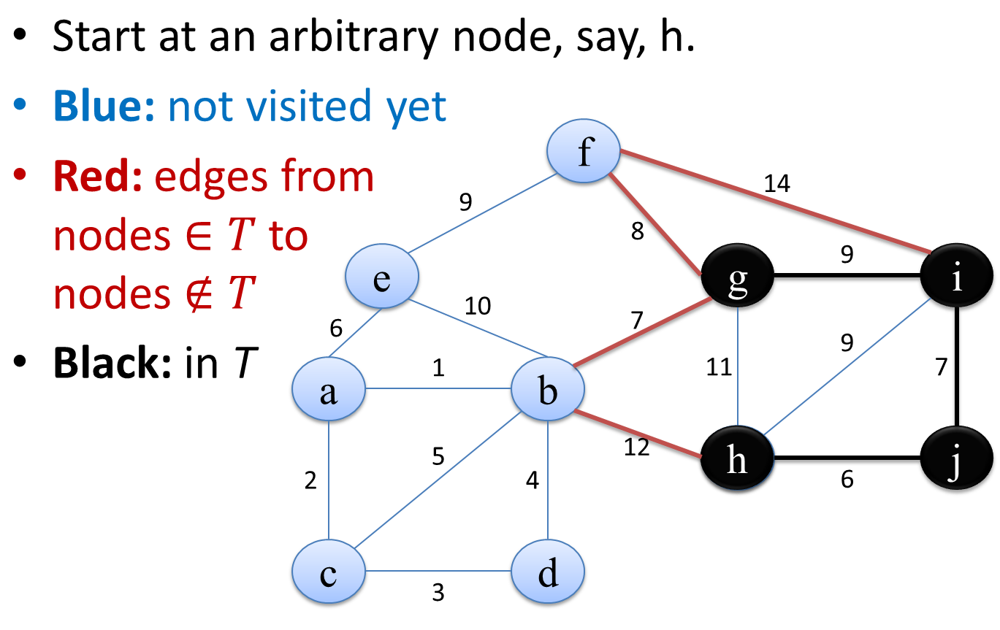 • Start at an arbitrary node, say, h.
• Blue: not visited yet
• Red: edges from
nodes ∈ T to
nodes ∉ T
• Black: in T
f
14
9
8
9
e
g
i
10
7
6
9
1
11
7
a
b
12
5
h
j
2
4
6
c
d
3